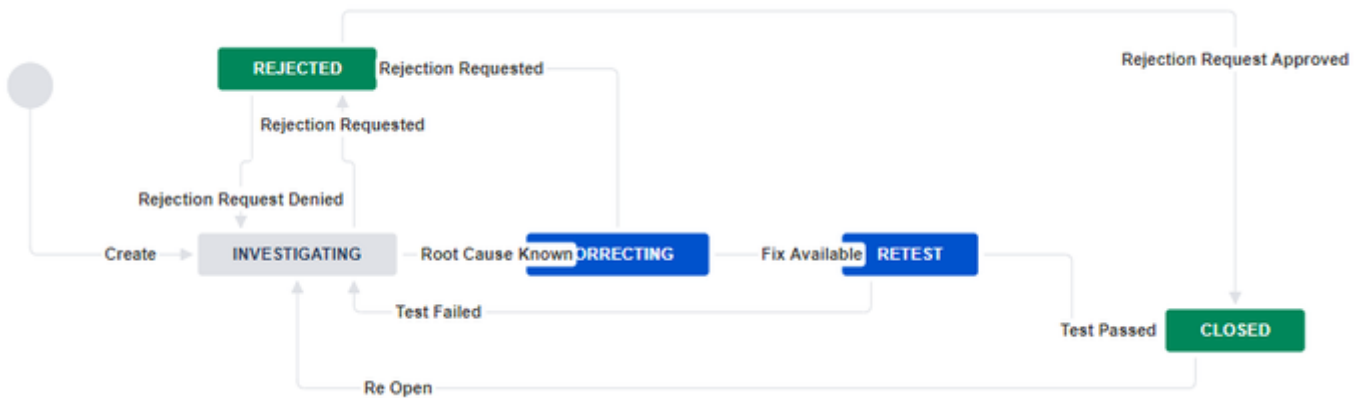 Rejection Request Approved
REJECTED
Rejection Requested
Rejection Requested
Rejection Request Denied
Create
INVESTIGATING
Root Cause Known
ORRECTING
Fix Available
RETEST
Test Failed
Test Passed
CLOSED
Re Open